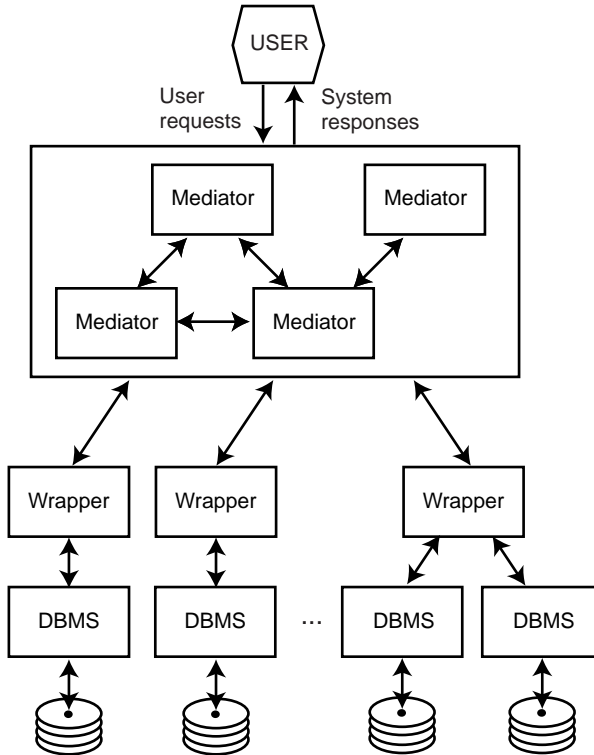 USER
User
requests
System
responses
Mediator
Mediator
Mediator
Mediator
Wrapper
Wrapper
Wrapper
DBMS
DBMS
...
DBMS
DBMS